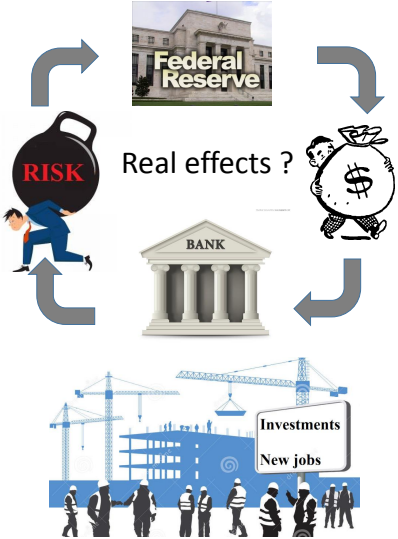 Federal
Reserve
RISK
Real effects ?
$
BANK
Investments
New jobs